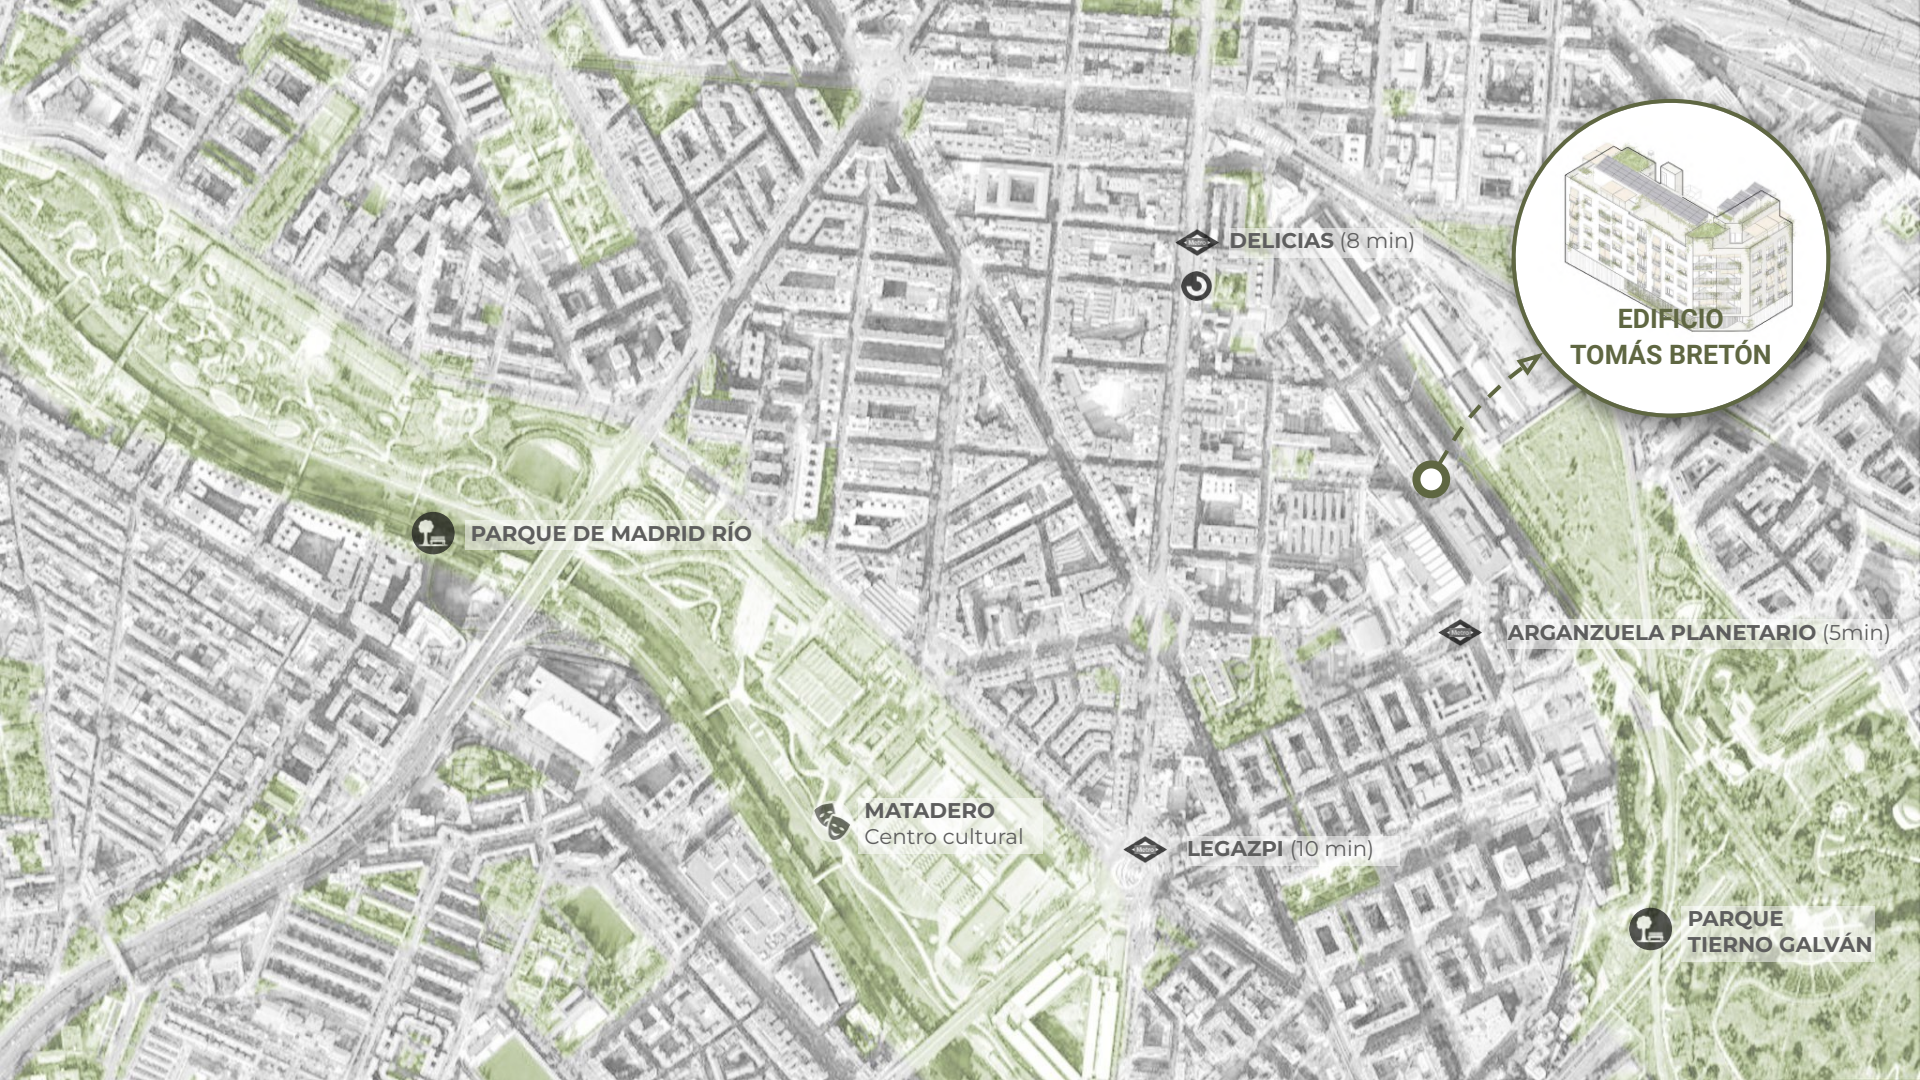 DELICIAS (8 min)
EDIFICIO
TOMÁS BRETÓN
PARQUE DE MADRID RÍO
ARGANZUELA PLANETARIO (5min)
MATADERO
Centro cultural
LEGAZPI (10 min)
PARQUE
TIERNO GALVÁN